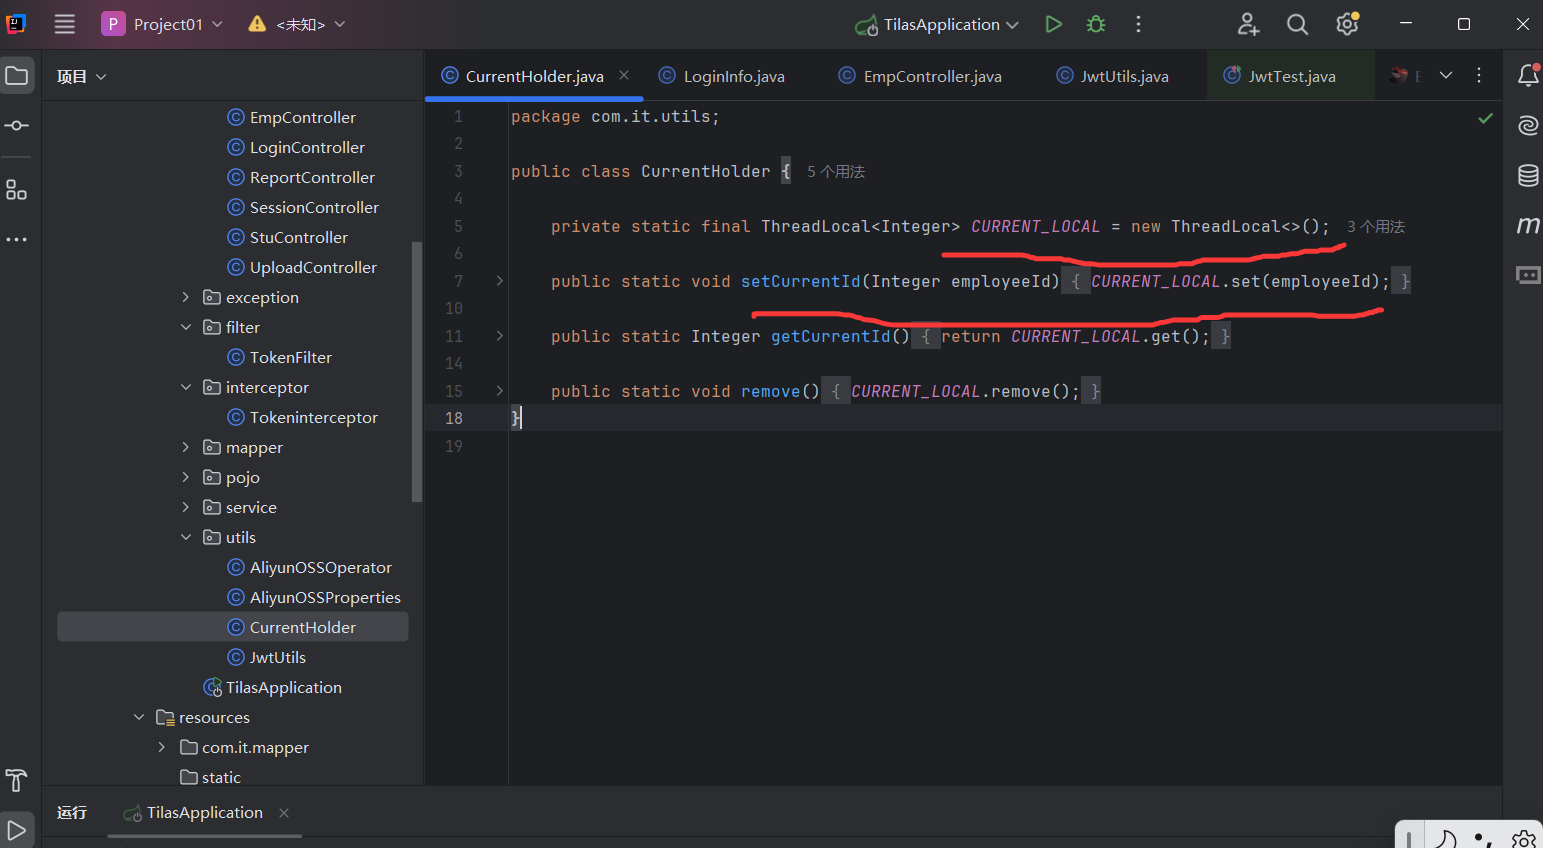 P Project01 <未知> TilasApplication
项目
EmpController
LoginController
ReportController
SessionController
StuController
UploadController
exception
filter
TokenFilter
interceptor
Tokeninterceptor
mapper
pojo
service
utils
AliyunOSSOperator
AliyunOSSProperties
CurrentHolder
JwtUtils
TilasApplication
resources
com.it.mapper
static
CurrentHolder.java LoginInfo.java EmpController.java JwtUtils.java JwtTest.java E
1 package com.it.utils;
2
3 public class CurrentHolder { 5 个用法
4
5 private static final ThreadLocal<Integer> CURRENT_LOCAL = new ThreadLocal<>(); 3 个用法
6
7 public static void setCurrentId(Integer employeeId) { CURRENT_LOCAL.set(employeeId); }
10
11 public static Integer getCurrentId() { return CURRENT_LOCAL.get(); }
14
15 public static void remove() { CURRENT_LOCAL.remove(); }
18 }
19
m
运行 TilasApplication